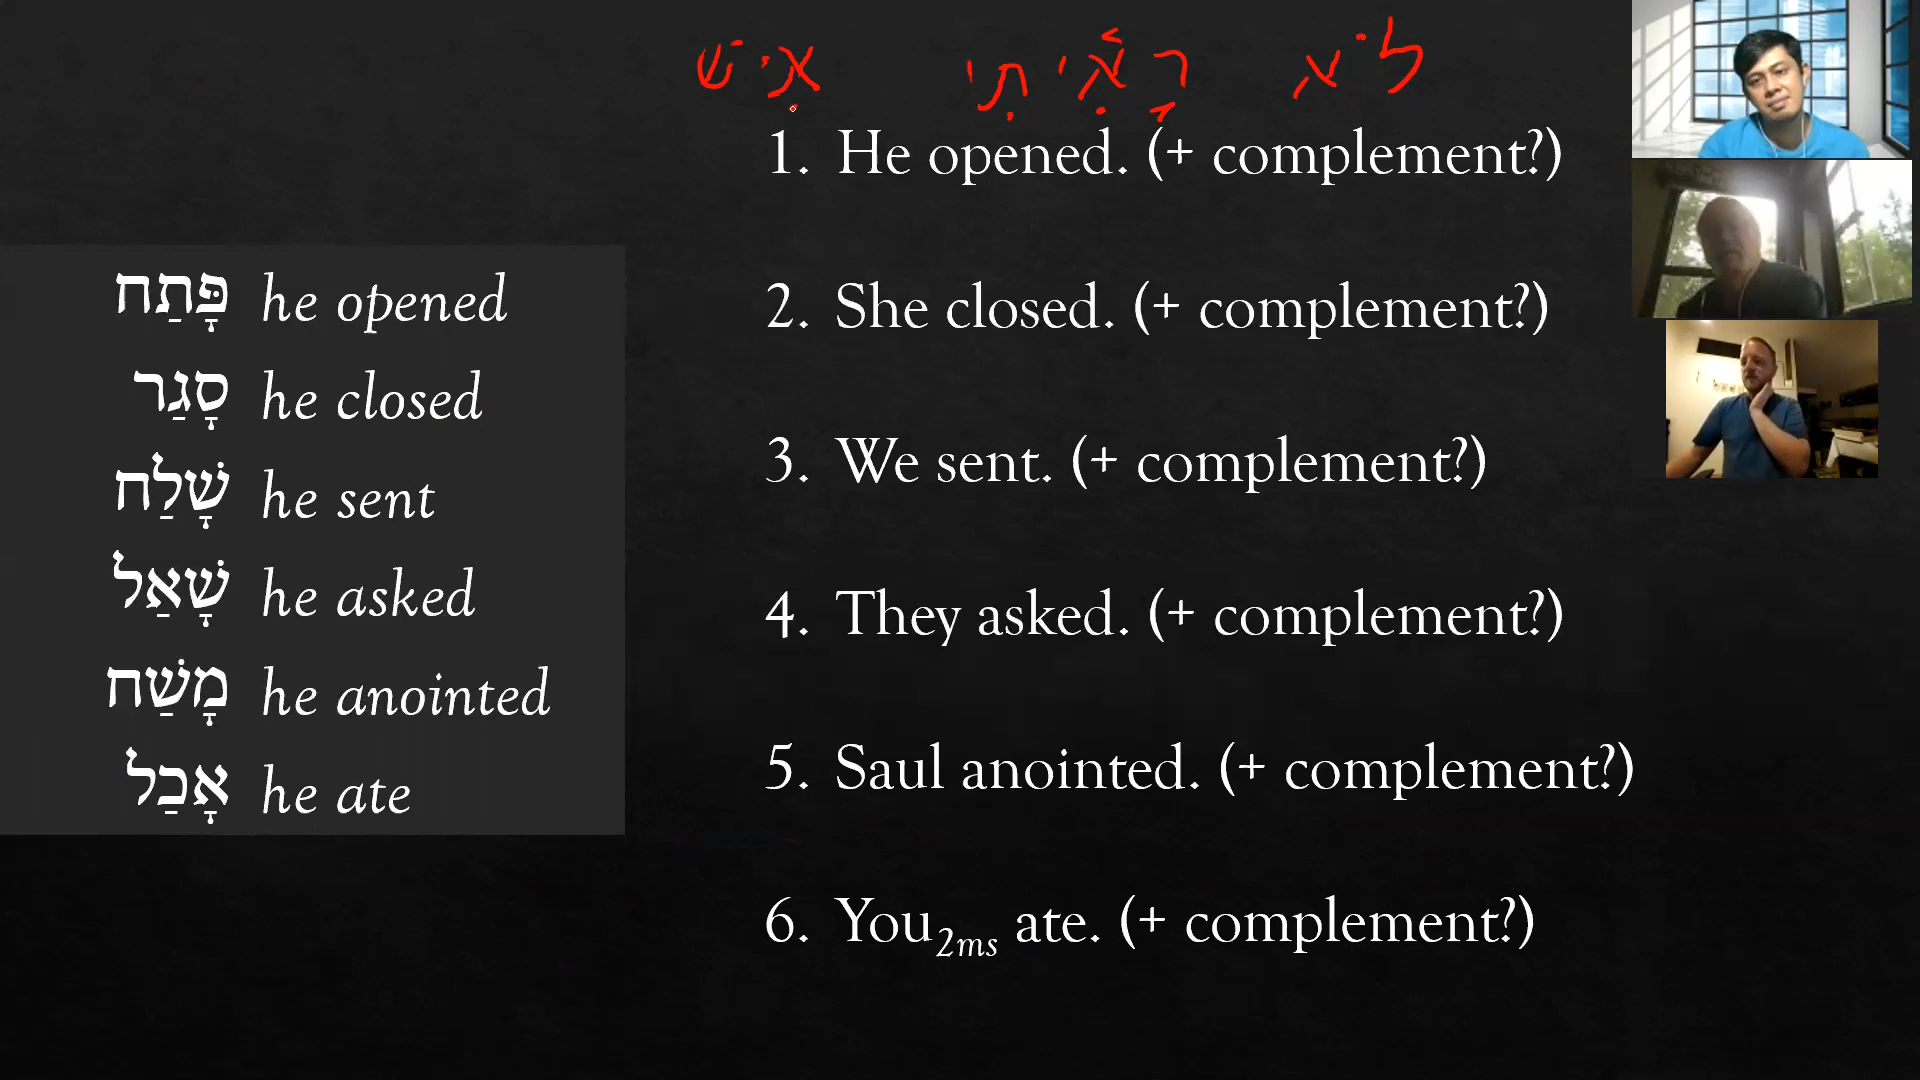 לֹא רָאִ֫יתִי אִישׁ
1. He opened. (+ complement?)
2. She closed. (+ complement?)
3. We sent. (+ complement?)
4. They asked. (+ complement?)
5. Saul anointed. (+ complement?)
6. You2ms ate. (+ complement?)
פָּתַח he opened
סָגַר he closed
שָׁלַח he sent
שָׁאַל he asked
מָשַׁח he anointed
אָכַל he ate